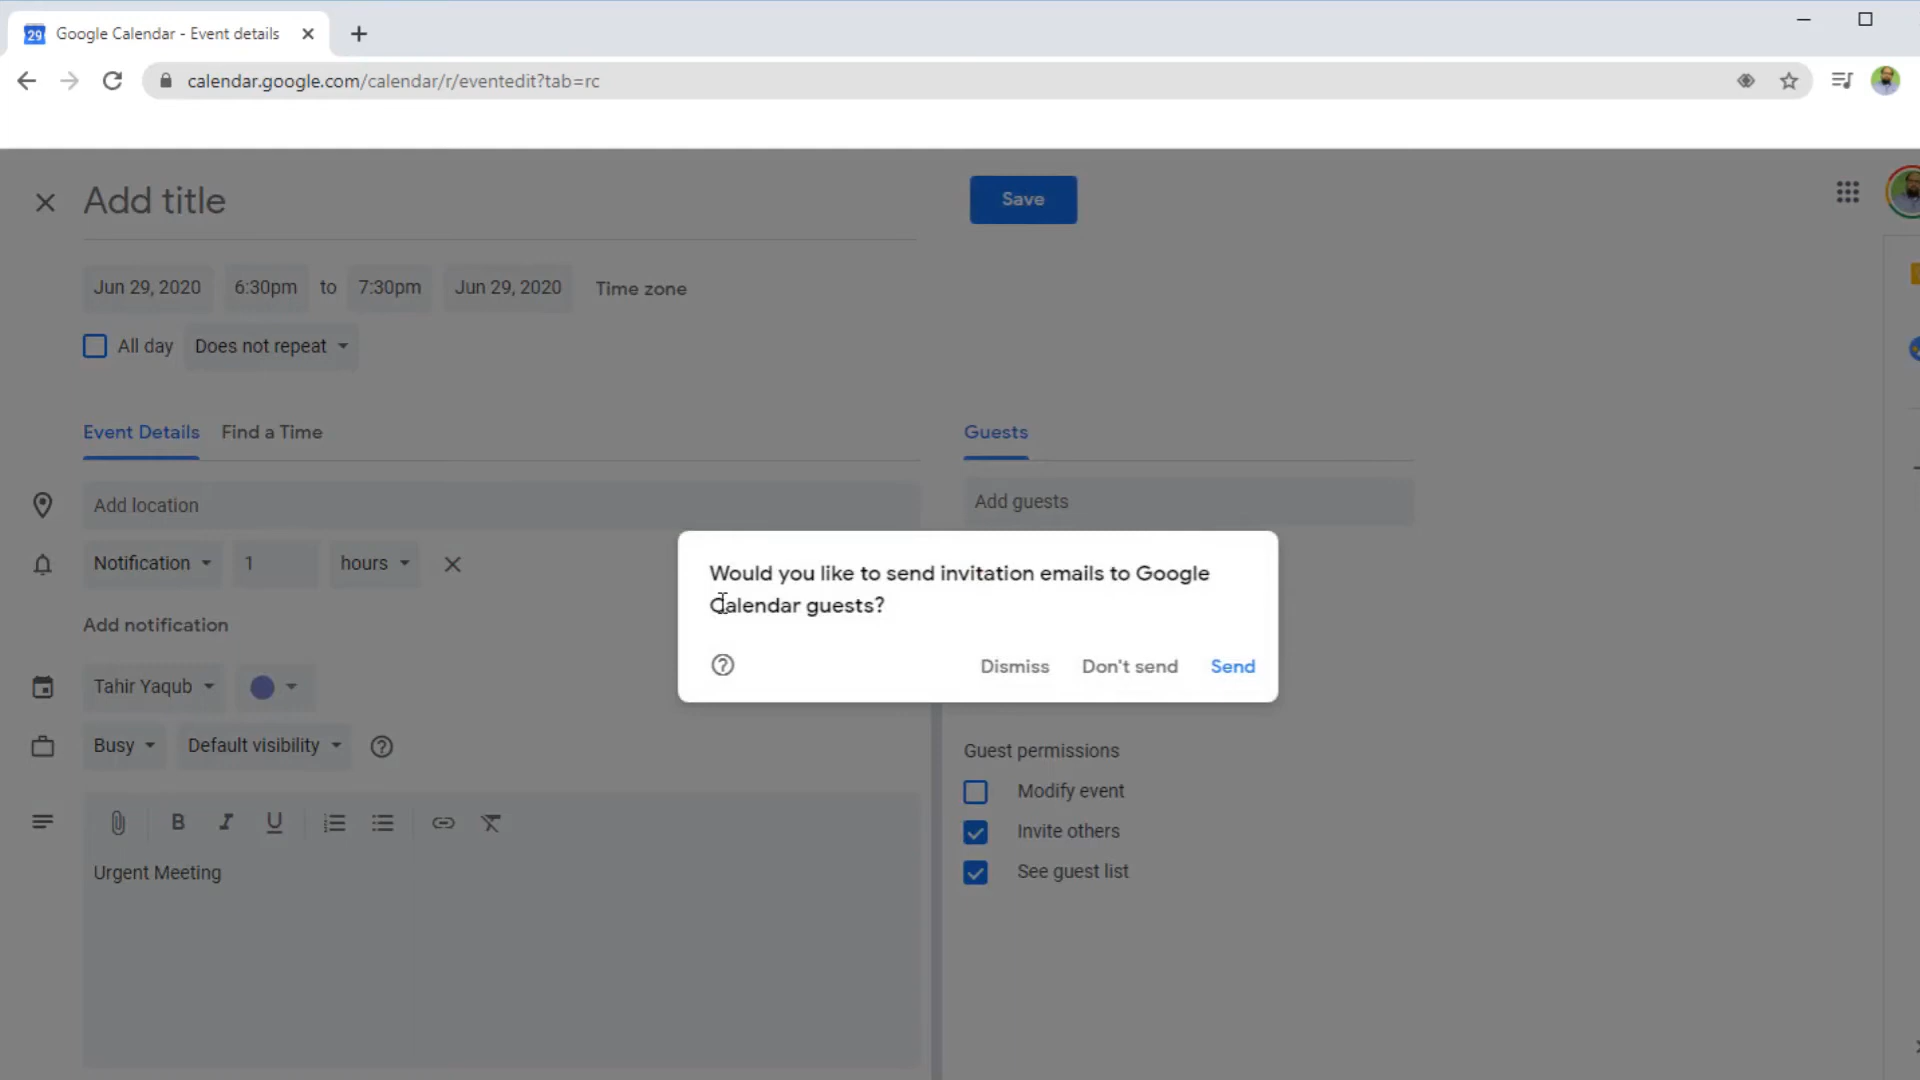 29 Google Calendar - Event details
calendar.google.com/calendar/r/eventedit?tab=rc
Add title
Save
Jun 29, 2020 6:30pm to 7:30pm Jun 29, 2020 Time zone
All day Does not repeat
Event Details Find a Time
Guests
Add location
Add guests
Notification 1 hours
Would you like to send invitation emails to Google
Calendar guests?
Dismiss Don't send Send
Add notification
Tahir Yaqub
Busy Default visibility
Guest permissions
Modify event
Invite others
See guest list
B I U
Urgent Meeting